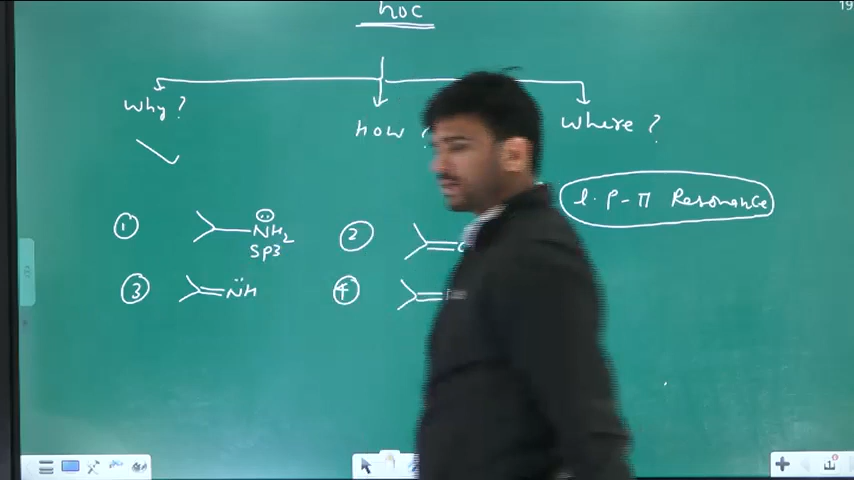 hoc
19
why?
how
where?
l.p-π Resonance
① NH2
sp3
②
③ NH
④